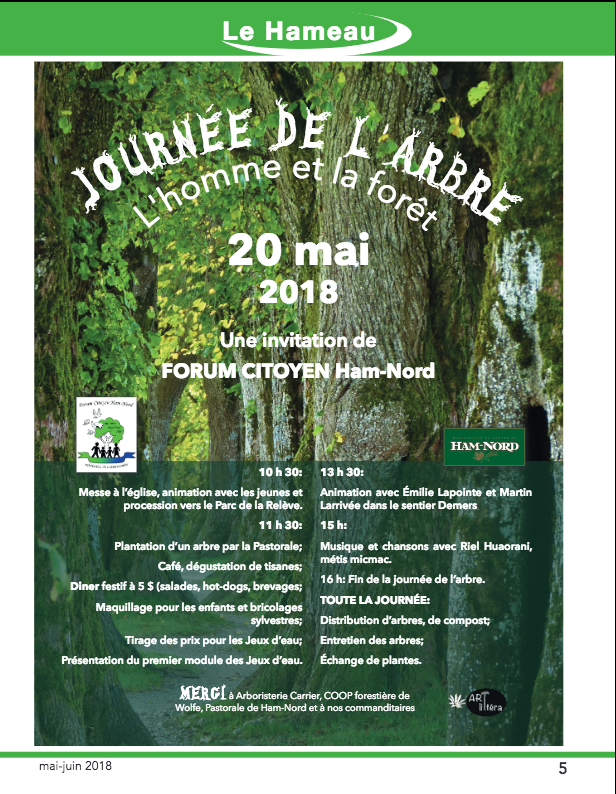 Le Hameau
JOURNÉE DE L'ARBRE
L'homme et la forêt
20 mai
2018
Une invitation de
FORUM CITOYEN Ham-Nord
Forum Citoyen Ham-Nord
HAM-NORD
10 h 30:
Messe à l'église, animation avec les jeunes et
procession vers le Parc de la Relève.
11 h 30:
Plantation d'un arbre par la Pastorale;
Café, dégustation de tisanes;
Diner festif à 5 $ (salades, hot-dogs, brevages;
Maquillage pour les enfants et bricolages
sylvestres;
Tirage des prix pour les Jeux d'eau;
Présentation du premier module des Jeux d'eau.
13 h 30:
Animation avec Émilie Lapointe et Martin
Larrivée dans le sentier Demers
15 h:
Musique et chansons avec Riel Huaorani,
métis micmac.
16 h: Fin de la journée de l'arbre.
TOUTE LA JOURNÉE:
Distribution d'arbres, de compost;
Entretien des arbres;
Échange de plantes.
MERCI à Arboristerie Carrier, COOP forestière de
Wolfe, Pastorale de Ham-Nord et à nos commanditaires
ART
littéra
mai-juin 2018
5